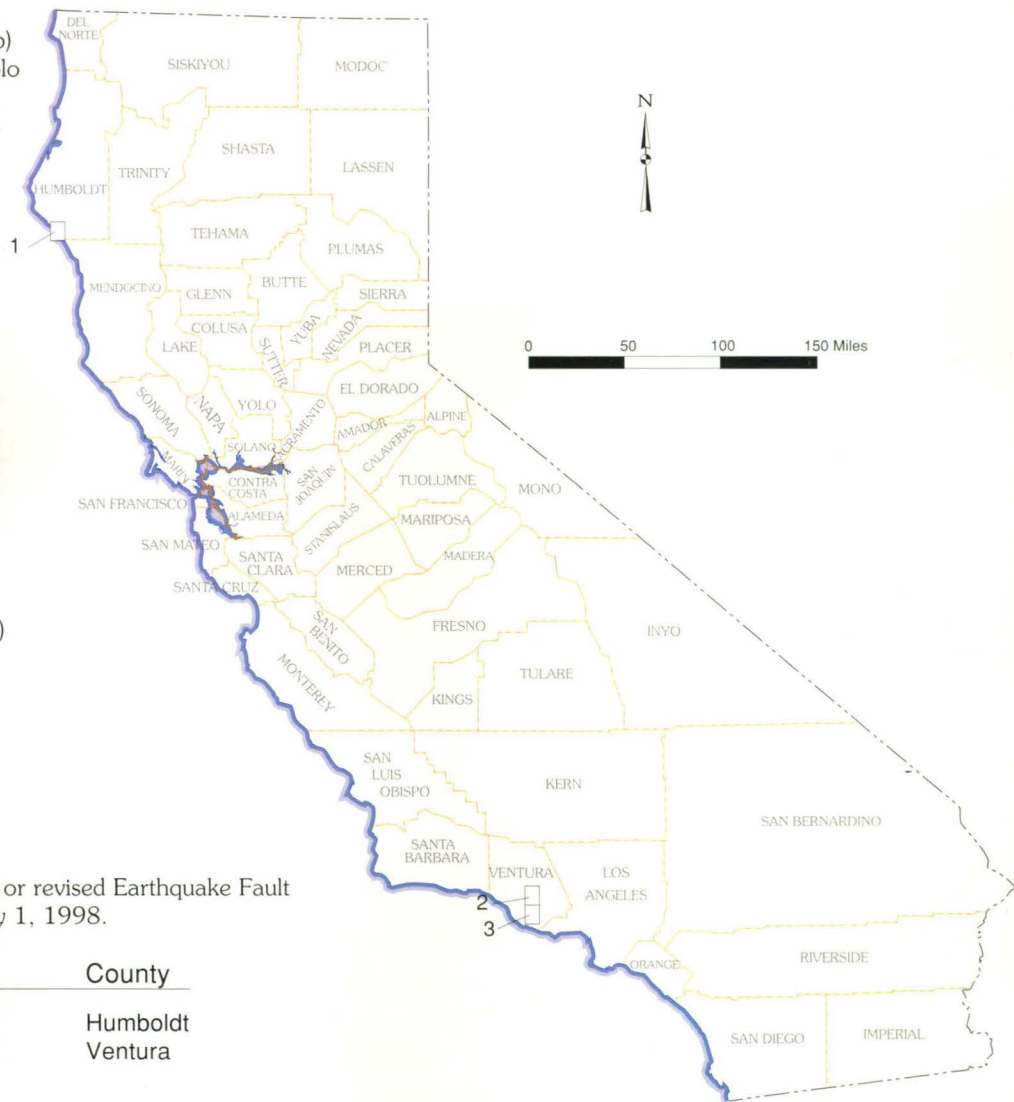 DEL
NORTE
SISKIYOU
MODOC
N
SHASTA
TRINITY
LASSEN
HUMBOLDT
1
TEHAMA
PLUMAS
MENDOCINO
GLENN
BUTTE
SIERRA
COLUSA
YUBA
NEVADA
LAKE
SUTTER
PLACER
0 50 100 150 Miles
EL DORADO
SONOMA
NAPA
YOLO
SACRAMENTO
AMADOR
ALPINE
SOLANO
CALAVERAS
MARIN
CONTRA
COSTA
SAN
JOAQUIN
TUOLUMNE
MONO
SAN FRANCISCO
ALAMEDA
STANISLAUS
MARIPOSA
SAN MATEO
SANTA
CLARA
MERCED
MADERA
SANTA CRUZ
SAN
BENITO
FRESNO
INYO
MONTEREY
KINGS
TULARE
SAN
LUIS
OBISPO
KERN
SAN BERNARDINO
SANTA
BARBARA
VENTURA
LOS
ANGELES
2
3
ORANGE
RIVERSIDE
SAN DIEGO
IMPERIAL
or revised Earthquake Fault
1, 1998.
County
Humboldt
Ventura